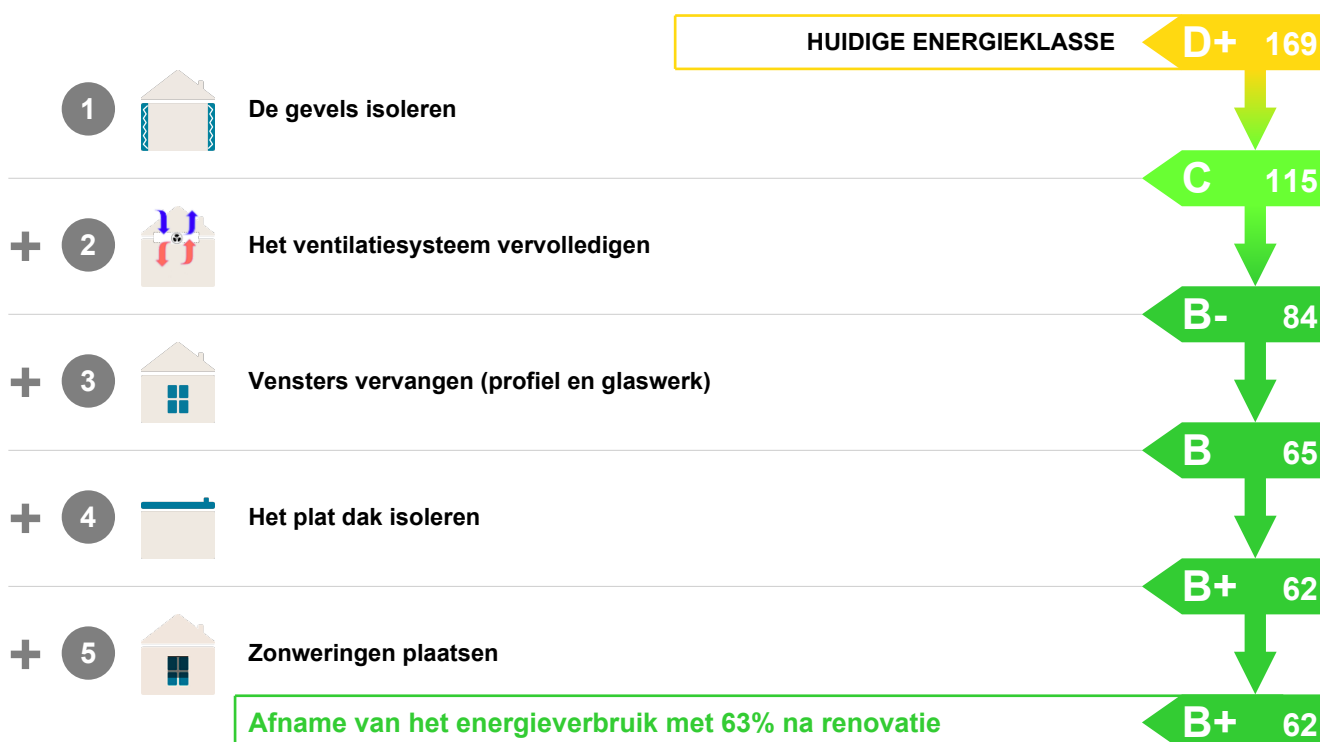 HUIDIGE ENERGIEKLASSE D+ 169
1 De gevels isoleren
C 115
+ 2 Het ventilatiesysteem vervolledigen
B- 84
+ 3 Vensters vervangen (profiel en glaswerk)
B 65
+ 4 Het plat dak isoleren
B+ 62
+ 5 Zonweringen plaatsen
Afname van het energieverbruik met 63% na renovatie B+ 62